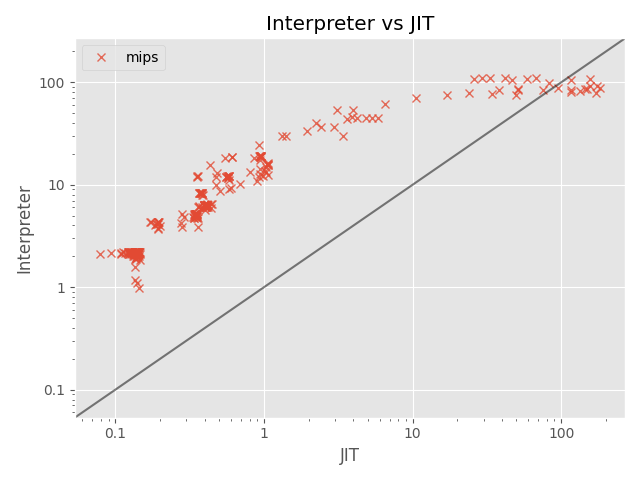 Interpreter vs JIT
mips
100
10
1
0.1
Interpreter
0.1 1 10 100
JIT